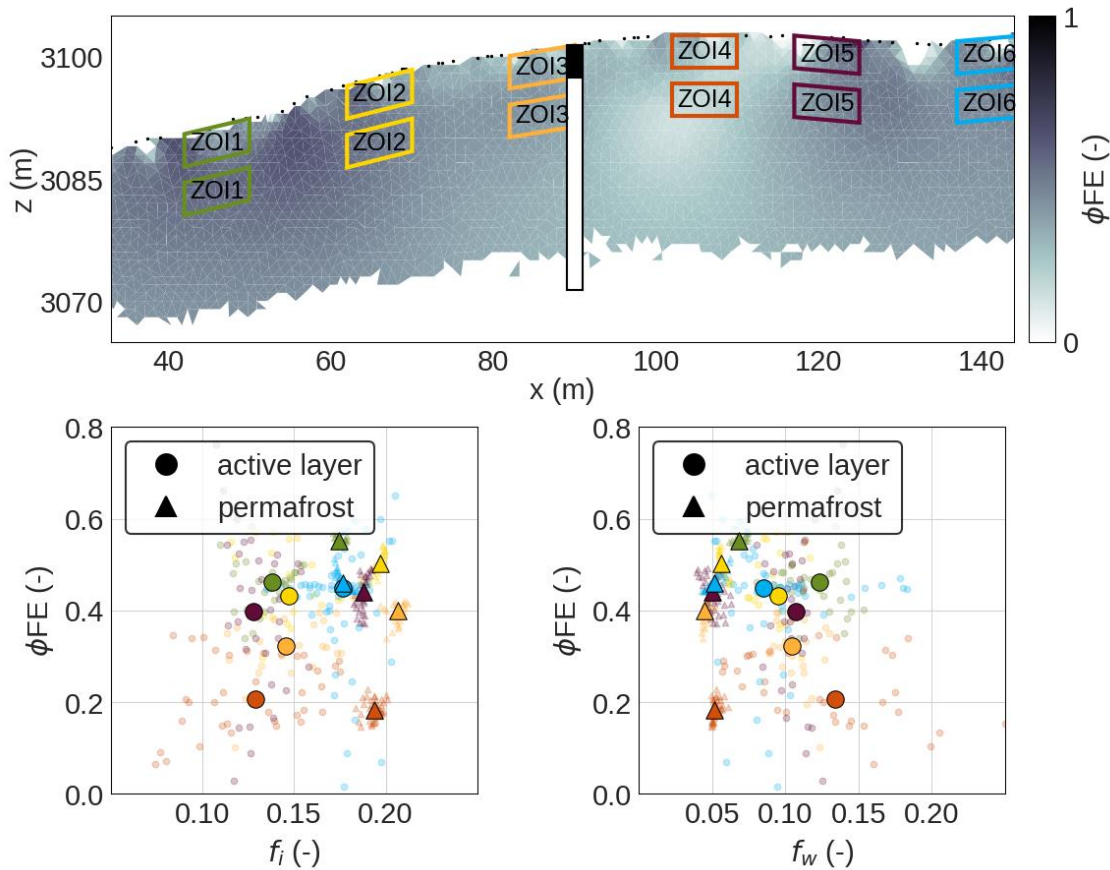 1
3100
ZOI1
ZOI2
ZOI3
ZOI4
ZOI5
ZOI6
ZOI1
ZOI2
ZOI3
ZOI4
ZOI5
ZOI6
3085
3070
z (m)
ϕFE (-)
0
40
60
80
100
120
140
x (m)
0.8
active layer
permafrost
0.6
0.4
0.2
0.0
ϕFE (-)
0.10
0.15
0.20
f_i (-)
0.8
active layer
permafrost
0.6
0.4
0.2
0.0
ϕFE (-)
0.05
0.10
0.15
0.20
f_w (-)